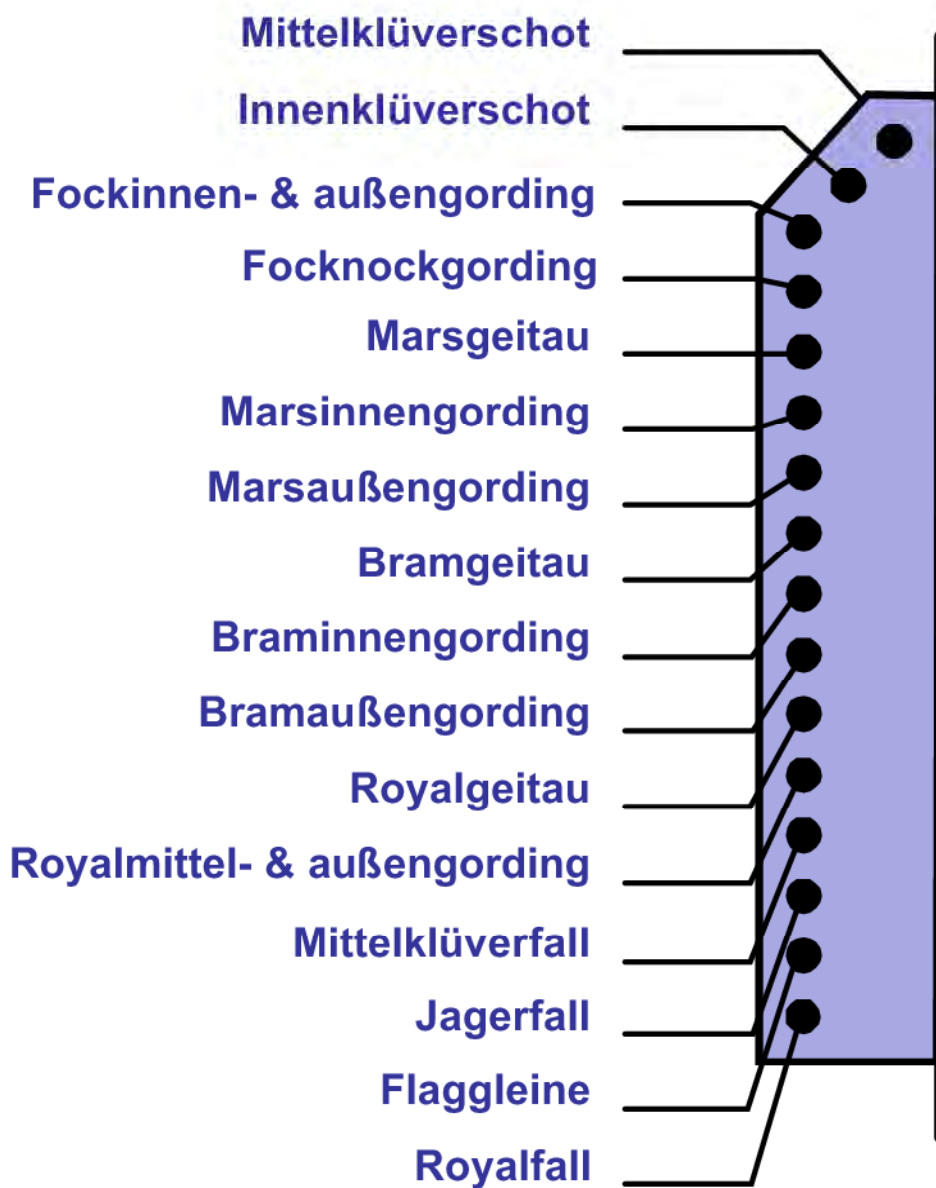 Mittelklüverschot
Innenklüverschot
Fockinnen- & außengording
Focknockgording
Marsgeitau
Marsinnengording
Marsaußengording
Bramgeitau
Braminnengording
Bramaußengording
Royalgeitau
Royalmittel- & außengording
Mittelklüverfall
Jagerfall
Flaggleine
Royalfall